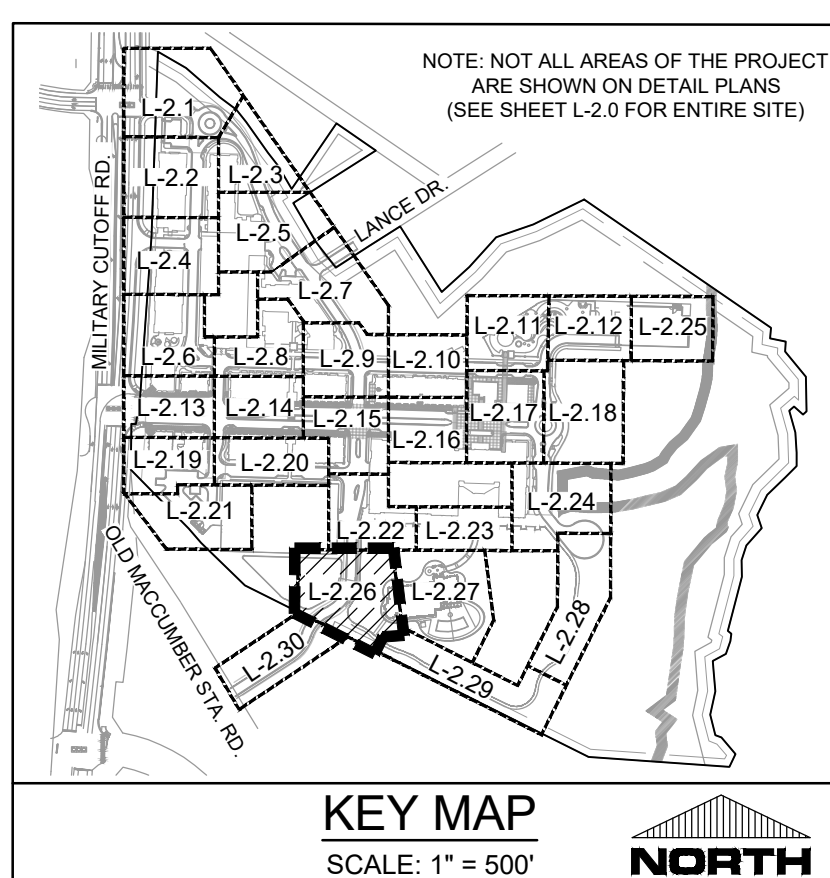 NOTE: NOT ALL AREAS OF THE PROJECT
ARE SHOWN ON DETAIL PLANS
(SEE SHEET L-2.0 FOR ENTIRE SITE)
MILITARY CUTOFF RD.
LANCE DR.
OLD MACCUMBER STA. RD.
L-2.1
L-2.2
L-2.3
L-2.4
L-2.5
L-2.6
L-2.7
L-2.8
L-2.9
L-2.10
L-2.11
L-2.12
L-2.25
L-2.13
L-2.14
L-2.15
L-2.16
L-2.17
L-2.18
L-2.19
L-2.20
L-2.21
L-2.22
L-2.23
L-2.24
L-2.26
L-2.27
L-2.28
L-2.29
L-2.30
KEY MAP
SCALE: 1" = 500'
NORTH